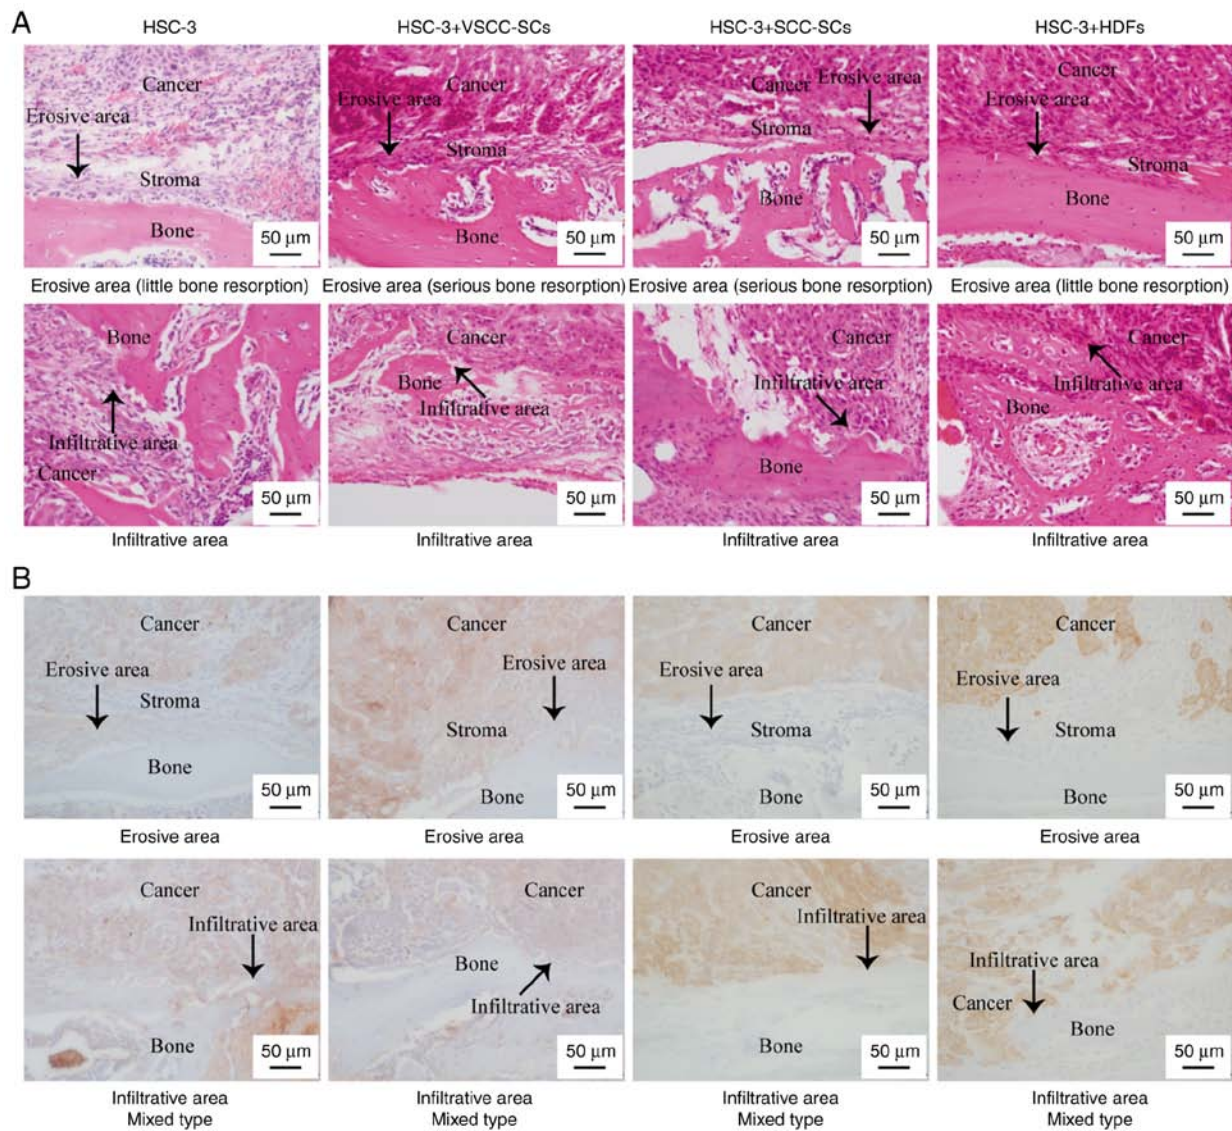 A
HSC-3
HSC-3+VSCC-SCs
HSC-3+SCC-SCs
HSC-3+HDFs
Cancer
Erosive area
Stroma
Bone
50 µm
Cancer
Erosive area
Stroma
Bone
50 µm
Erosive area
Cancer
Stroma
Bone
50 µm
Cancer
Erosive area
Stroma
Bone
50 µm
Erosive area (little bone resorption)
Erosive area (serious bone resorption)
Erosive area (serious bone resorption)
Erosive area (little bone resorption)
Bone
Infiltrative area
Cancer
50 µm
Cancer
Bone
Infiltrative area
50 µm
Cancer
Infiltrative area
Bone
50 µm
Cancer
Infiltrative area
Bone
50 µm
Infiltrative area
Infiltrative area
Infiltrative area
Infiltrative area
B
Cancer
Erosive area
Stroma
Bone
50 µm
Cancer
Erosive area
Stroma
Bone
50 µm
Cancer
Erosive area
Stroma
Bone
50 µm
Cancer
Erosive area
Stroma
Bone
50 µm
Erosive area
Erosive area
Erosive area
Erosive area
Cancer
Infiltrative area
Bone
50 µm
Cancer
Bone
Infiltrative area
50 µm
Cancer
Infiltrative area
Bone
50 µm
Infiltrative area
Cancer
Bone
50 µm
Infiltrative area
Mixed type
Infiltrative area
Mixed type
Infiltrative area
Mixed type
Infiltrative area
Mixed type